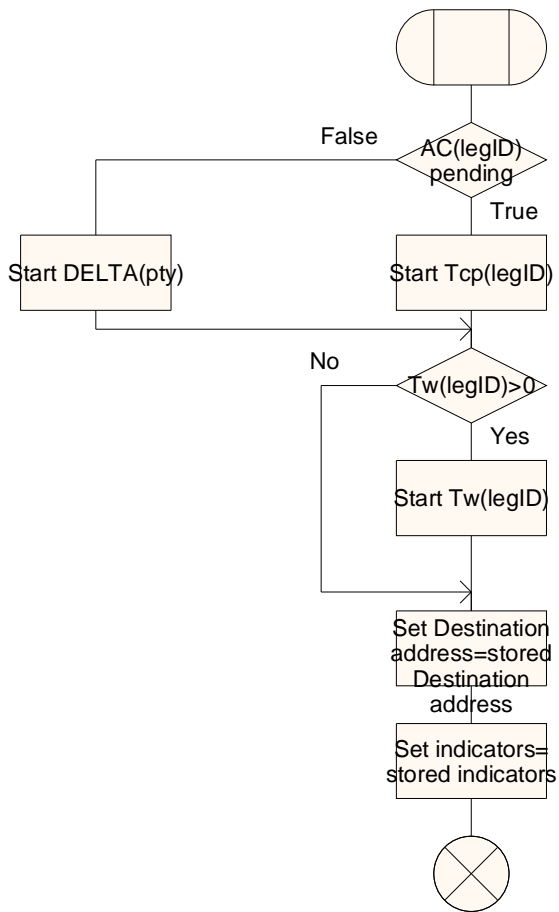 False
AC(legID)
pending
True
Start DELTA(pty)
Start Tcp(legID)
No
Tw(legID)>0
Yes
Start Tw(legID)
Set Destination
address=stored
Destination
address
Set indicators=
stored indicators